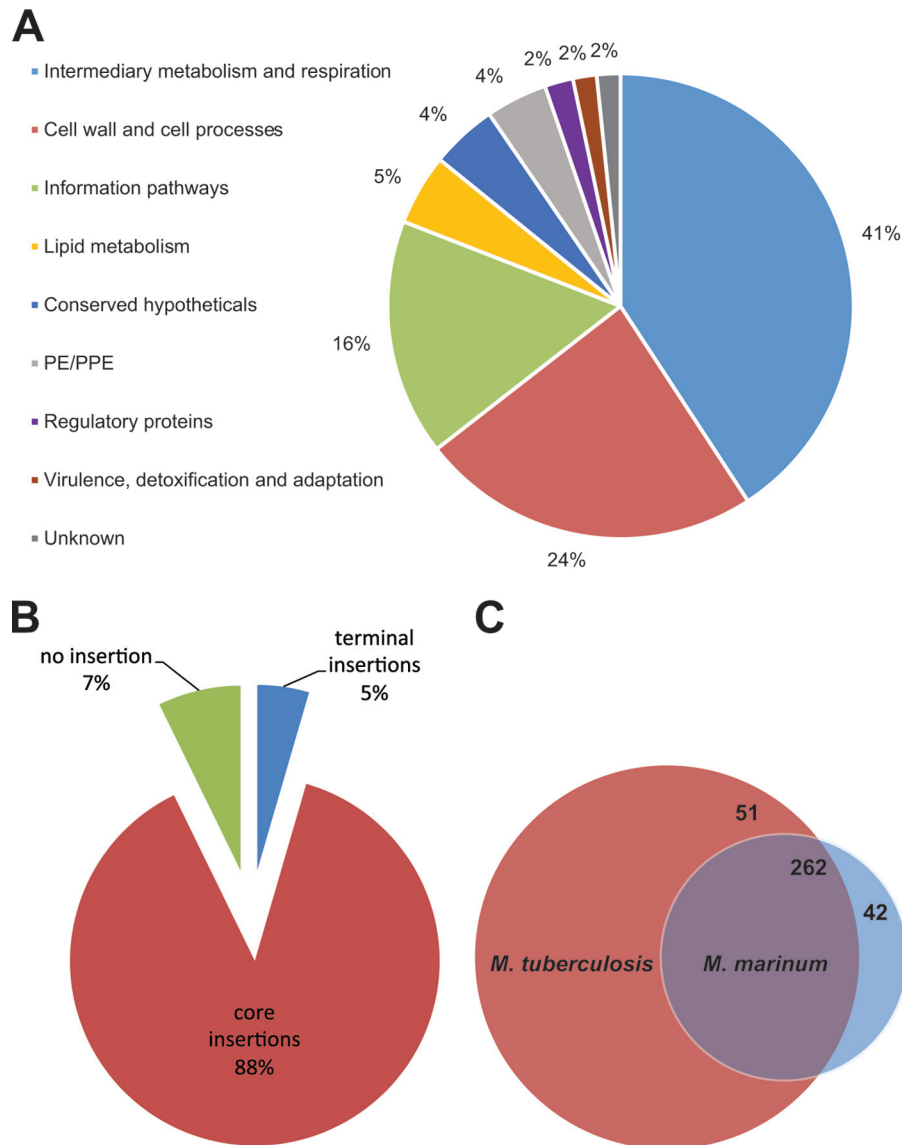 A
Intermediary metabolism and respiration
Cell wall and cell processes
Information pathways
Lipid metabolism
Conserved hypotheticals
PE/PPE
Regulatory proteins
Virulence, detoxification and adaptation
Unknown
41%
24%
16%
5%
4%
4%
2%
2%
2%
B
no insertion
7%
terminal
insertions
5%
core
insertions
88%
C
51
262
42
M. tuberculosis
M. marinum